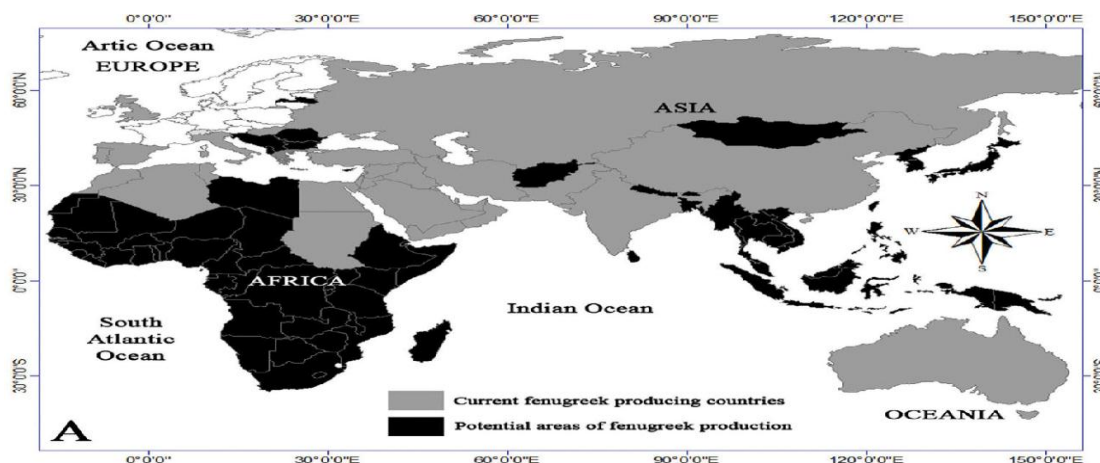 0°0'0" 30°0'0"E 60°0'0"E 90°0'0"E 120°0'0"E 150°0'0"E
Artic Ocean
EUROPE
60°0'0"N
ASIA
30°0'0"N
N
W E
S
0°0'0"
AFRICA
Indian Ocean
South
Atlantic
Ocean
30°0'0"S
Current fenugreek producing countries
Potential areas of fenugreek production
OCEANIA
A
0°0'0" 30°0'0"E 60°0'0"E 90°0'0"E 120°0'0"E 150°0'0"E